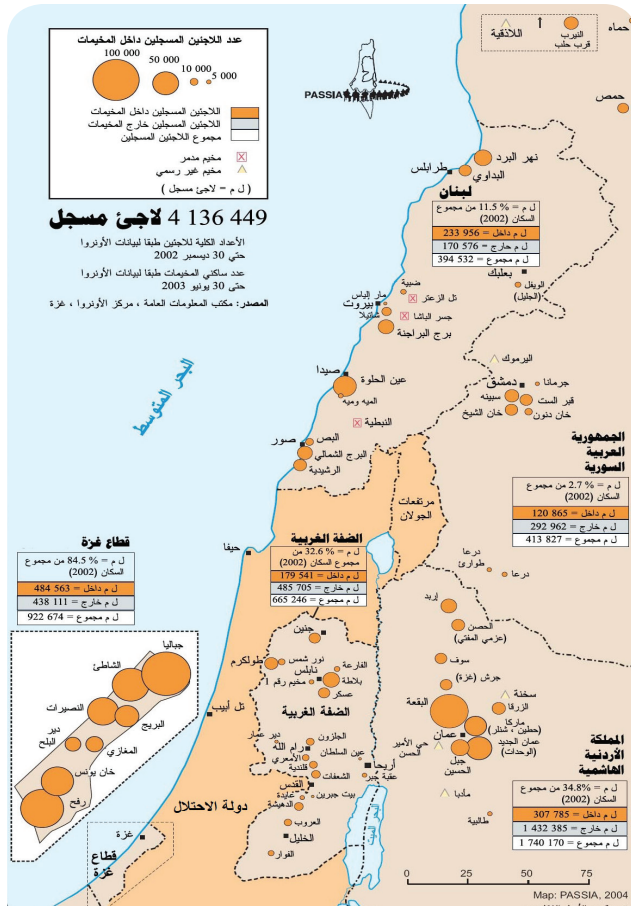 عدد اللاجئين المسجلين داخل المخيمات
100 000
50 000
10 000
5 000
اللاجئين المسجلين داخل المخيمات
اللاجئين المسجلين خارج المخيمات
مجموع اللاجئين المسجلين
مخيم مدمر
مخيم غير رسمي
( ل م = لاجئ مسجل )
4 136 449 لاجئ مسجل
الأعداد الكلية للاجئين طبقا لبيانات الأونروا
حتي 30 ديسمبر 2002
عدد ساكني المخيمات طبقا لبيانات الأونروا
حتي 30 يونيو 2003
المصدر: مكتب المعلومات العامة ، مركز الأونروا ، غزة
PASSIA
اللاذقية
النيرب
قرب حلب
حماه
حمص
نهر البرد
البداوي
طرابلس
لبنان
ل م = % 11.5 من مجموع
السكان (2002)
ل م داخل = 956 233
ل م خارج = 576 170
ل م مجموع = 532 394
بعلبك
الويفل
(الجليل)
ضبية
تل الزعتر
مار إلياس
بيروت
شاتيلا
جسر الباشا
برج البراجنة
صيدا
عين الحلوة
الميه وميه
النبطية
صور
البص
البرج الشمالي
الرشيدية
البحر المتوسط
اليرموك
دمشق
جرمانا
سبينه
قبر الست
خان الشيخ
خان دنون
الجمهورية
العربية
السورية
ل م = % 2.7 من مجموع
السكان (2002)
ل م داخل = 865 120
ل م خارج = 962 292
ل م مجموع = 827 413
مرتفعات
الجولان
درعا
طوارئ
درعا
حيفا
الضفة الغربية
ل م = % 32.6 من
مجموع السكان (2002)
ل م داخل = 541 179
ل م خارج = 705 485
ل م مجموع = 246 665
قطاع غزة
ل م = % 84.5 من مجموع
السكان (2002)
ل م داخل = 563 484
ل م خارج = 111 438
ل م مجموع = 674 922
جباليا
الشاطئ
النصيرات
البريج
دير
البلح
المغازي
خان يونس
رفح
إربد
الحصن
(عزمي المفتي)
سوف
جرش (غزة)
سخنة
الزرقا
البقعة
ماركا
(حطين ، شنلر)
عمان
عمان الجديد
(الوحدات)
جبل
الحسين
حي الأمير
الحسن
مادبا
طالبية
المملكة
الأردنية
الهاشمية
ل م = %34.8 من مجموع
السكان (2002)
ل م داخل = 785 307
ل م خارج = 385 432 1
ل م مجموع = 170 740 1
جنين
طولكرم
نور شمس
الفارعة
نابلس
مخيم رقم 1
بلاطة
عسكر
الضفة الغربية
تل أبيب
دير عمار
الجلزون
رام الله
الأمعري
قلندية
عين السلطان
أريحا
عقبة جبر
الشعفات
القدس
عايدة
بيت جبرين
الدهيشة
العروب
الخليل
الفوار
البحر الميت
دولة الاحتلال
غزة
قطاع
غزة
0 25 50 75
Map: PASSIA, 2004